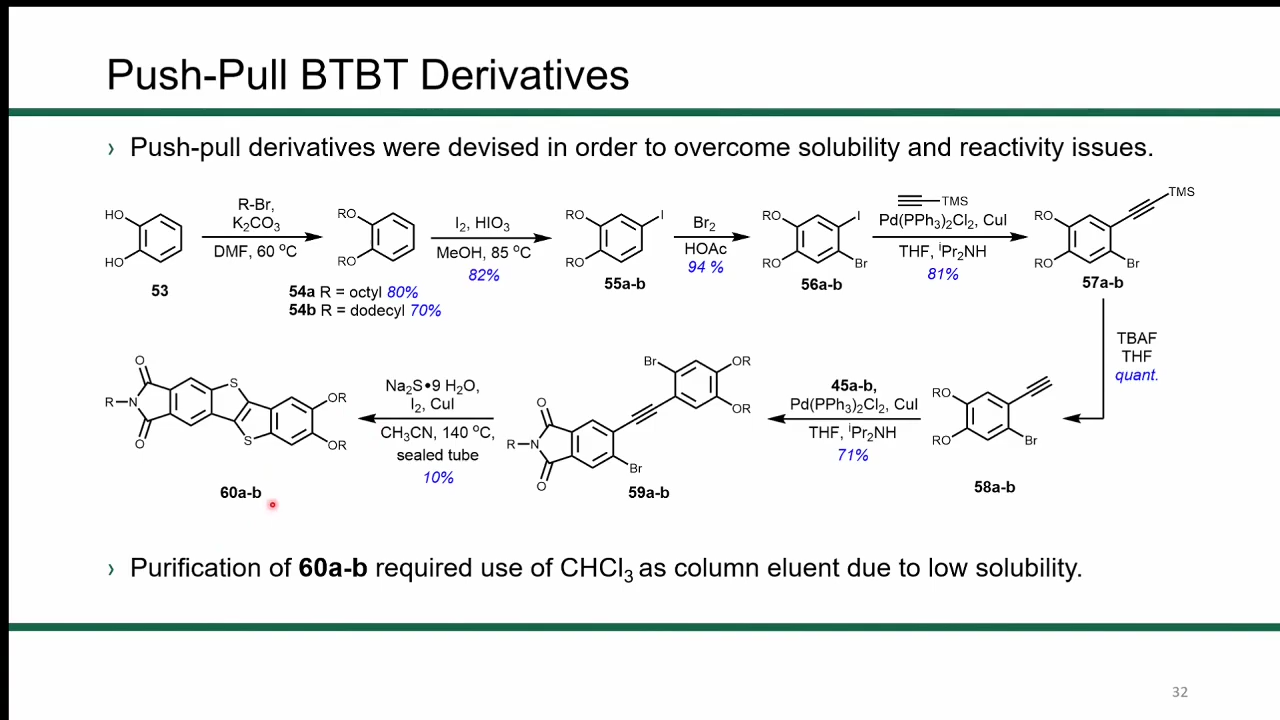 Push-Pull BTBT Derivatives
› Push-pull derivatives were devised in order to overcome solubility and reactivity issues.
HO
HO
53
R-Br,
K₂CO₃
DMF, 60 ºC
RO
RO
54a R = octyl 80%
54b R = dodecyl 70%
I₂, HIO₃
MeOH, 85 ºC
82%
RO
RO
I
55a-b
Br₂
HOAc
94 %
RO
RO
I
Br
56a-b
TMS
Pd(PPh₃)₂Cl₂, CuI
THF, ⁱPr₂NH
81%
TMS
RO
RO
Br
57a-b
TBAF
THF
quant.
RO
RO
Br
58a-b
45a-b,
Pd(PPh₃)₂Cl₂, CuI
THF, ⁱPr₂NH
71%
Br
OR
OR
O
R
N
O
Br
59a-b
Na₂S•9 H₂O,
I₂, CuI
CH₃CN, 140 ºC,
sealed tube
10%
O
R
N
O
S
S
OR
OR
60a-b
› Purification of 60a-b required use of CHCl₃ as column eluent due to low solubility.
32